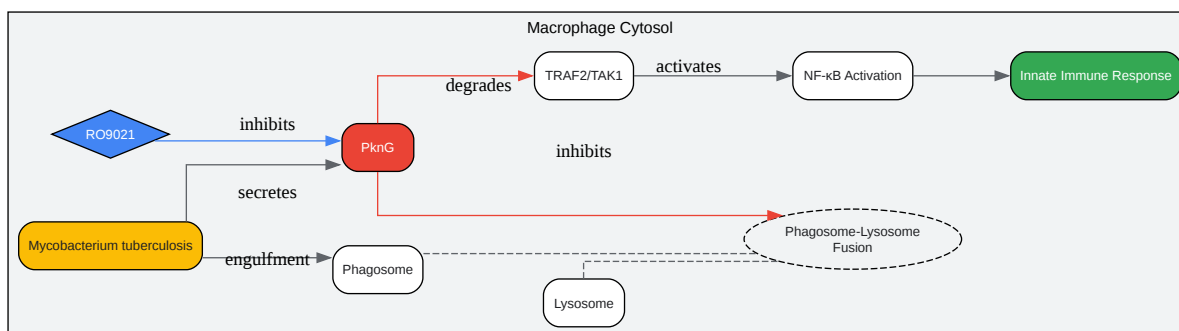 Macrophage Cytosol
TRAF2/TAK1
activates
NF-κB Activation
Innate Immune Response
degrades
RO9021
inhibits
PknG
inhibits
secretes
Mycobacterium tuberculosis
engulfment
Phagosome
Phagosome-Lysosome
Fusion
Lysosome